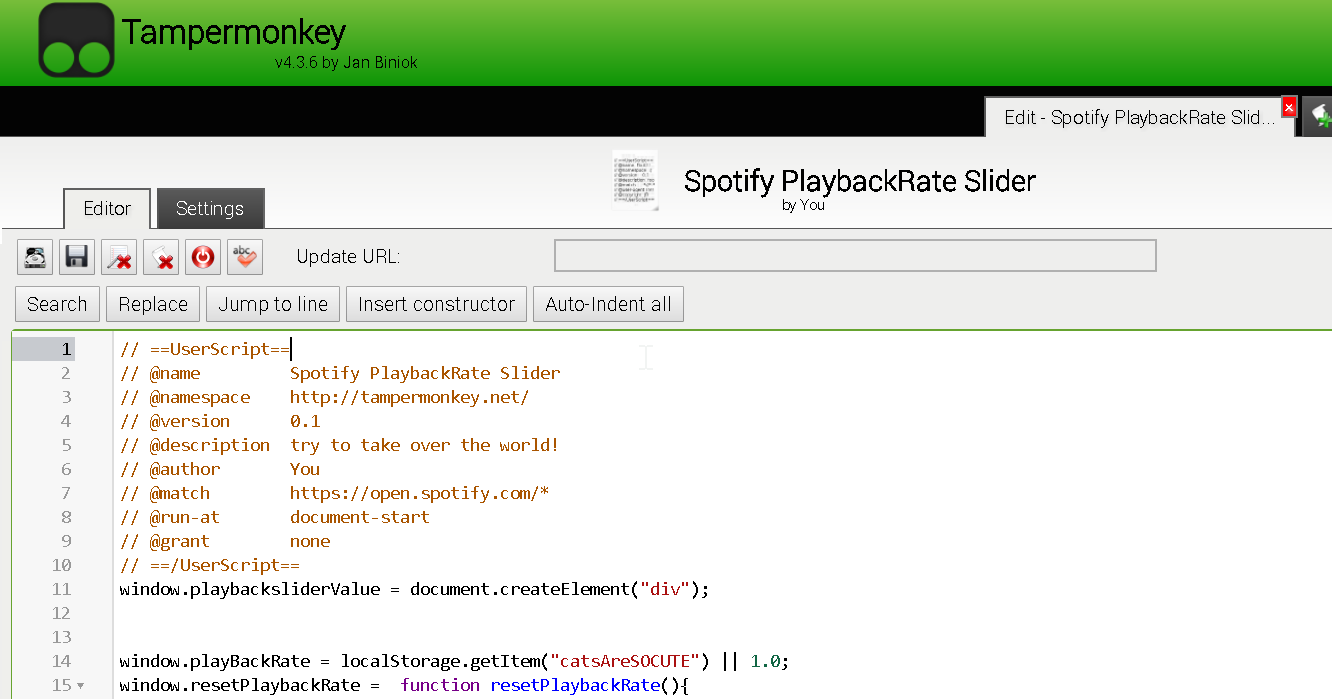 Tampermonkey
v4.3.6 by Jan Biniok
Edit - Spotify PlaybackRate Slid...
Spotify PlaybackRate Slider
by You
Editor
Settings
abc
Update URL:
Search
Replace
Jump to line
Insert constructor
Auto-Indent all
1 // ==UserScript==
2 // @name         Spotify PlaybackRate Slider
3 // @namespace    http://tampermonkey.net/
4 // @version      0.1
5 // @description  try to take over the world!
6 // @author       You
7 // @match        https://open.spotify.com/*
8 // @run-at       document-start
9 // @grant        none
10 // ==/UserScript==
11 window.playbacksliderValue = document.createElement("div");
12
13
14 window.playBackRate = localStorage.getItem("catsAreSOCUTE") || 1.0;
15 window.resetPlaybackRate =  function resetPlaybackRate(){